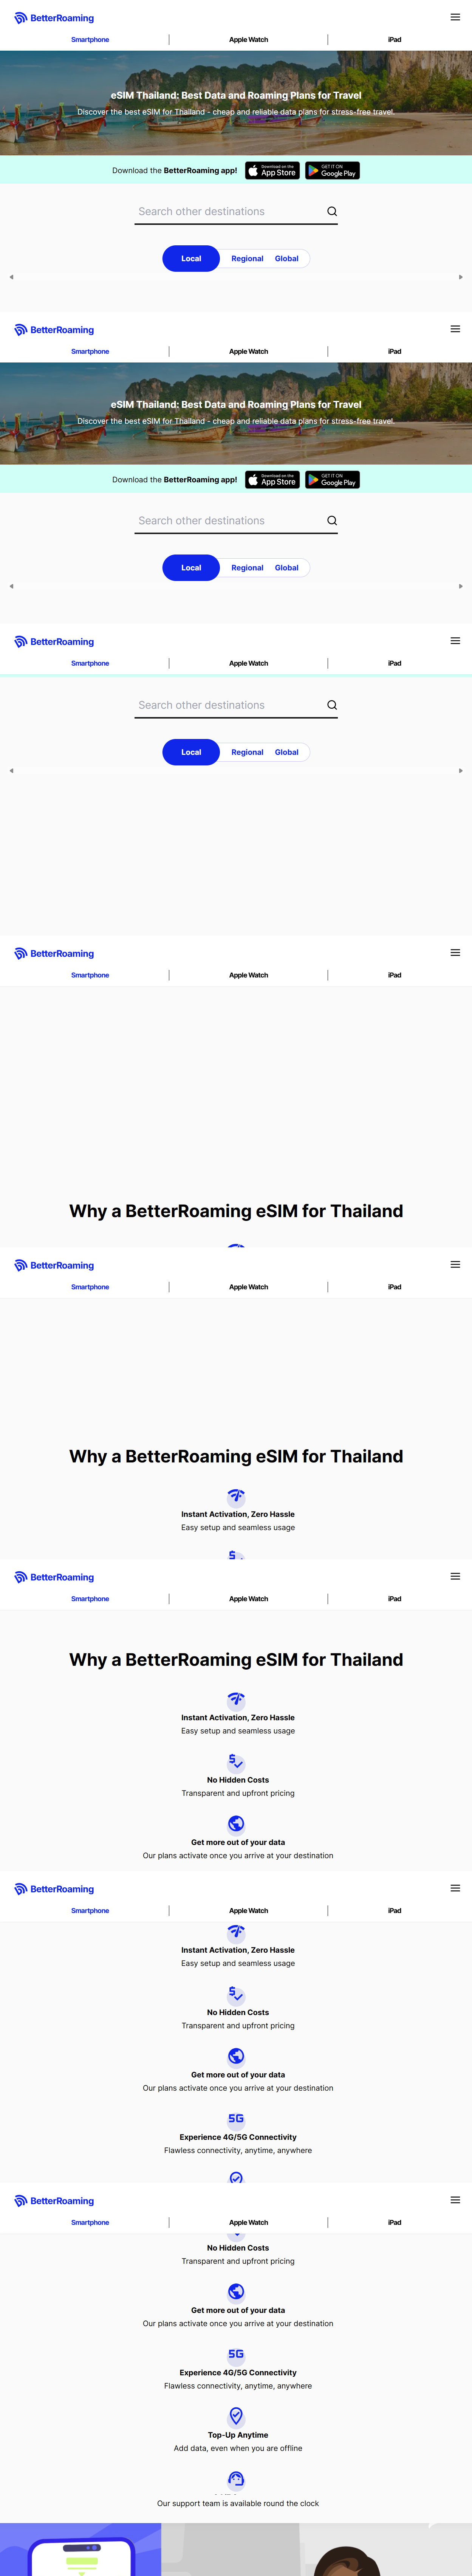 BetterRoaming
Smartphone
Apple Watch
iPad
eSIM Thailand: Best Data and Roaming Plans for Travel
Discover the best eSIM for Thailand - cheap and reliable data plans for stress-free travel.
Download the BetterRoaming app!
Download on the
App Store
GET IT ON
Google Play
Search other destinations
Local
Regional
Global
BetterRoaming
Smartphone
Apple Watch
iPad
eSIM Thailand: Best Data and Roaming Plans for Travel
Discover the best eSIM for Thailand - cheap and reliable data plans for stress-free travel.
Download the BetterRoaming app!
Download on the
App Store
GET IT ON
Google Play
Search other destinations
Local
Regional
Global
BetterRoaming
Smartphone
Apple Watch
iPad
Search other destinations
Local
Regional
Global
BetterRoaming
Smartphone
Apple Watch
iPad
Why a BetterRoaming eSIM for Thailand
BetterRoaming
Smartphone
Apple Watch
iPad
Why a BetterRoaming eSIM for Thailand
Instant Activation, Zero Hassle
Easy setup and seamless usage
BetterRoaming
Smartphone
Apple Watch
iPad
Why a BetterRoaming eSIM for Thailand
Instant Activation, Zero Hassle
Easy setup and seamless usage
No Hidden Costs
Transparent and upfront pricing
Get more out of your data
Our plans activate once you arrive at your destination
BetterRoaming
Smartphone
Apple Watch
iPad
Instant Activation, Zero Hassle
Easy setup and seamless usage
No Hidden Costs
Transparent and upfront pricing
Get more out of your data
Our plans activate once you arrive at your destination
5G
Experience 4G/5G Connectivity
Flawless connectivity, anytime, anywhere
BetterRoaming
Smartphone
Apple Watch
iPad
No Hidden Costs
Transparent and upfront pricing
Get more out of your data
Our plans activate once you arrive at your destination
5G
Experience 4G/5G Connectivity
Flawless connectivity, anytime, anywhere
Top-Up Anytime
Add data, even when you are offline
Our support team is available round the clock